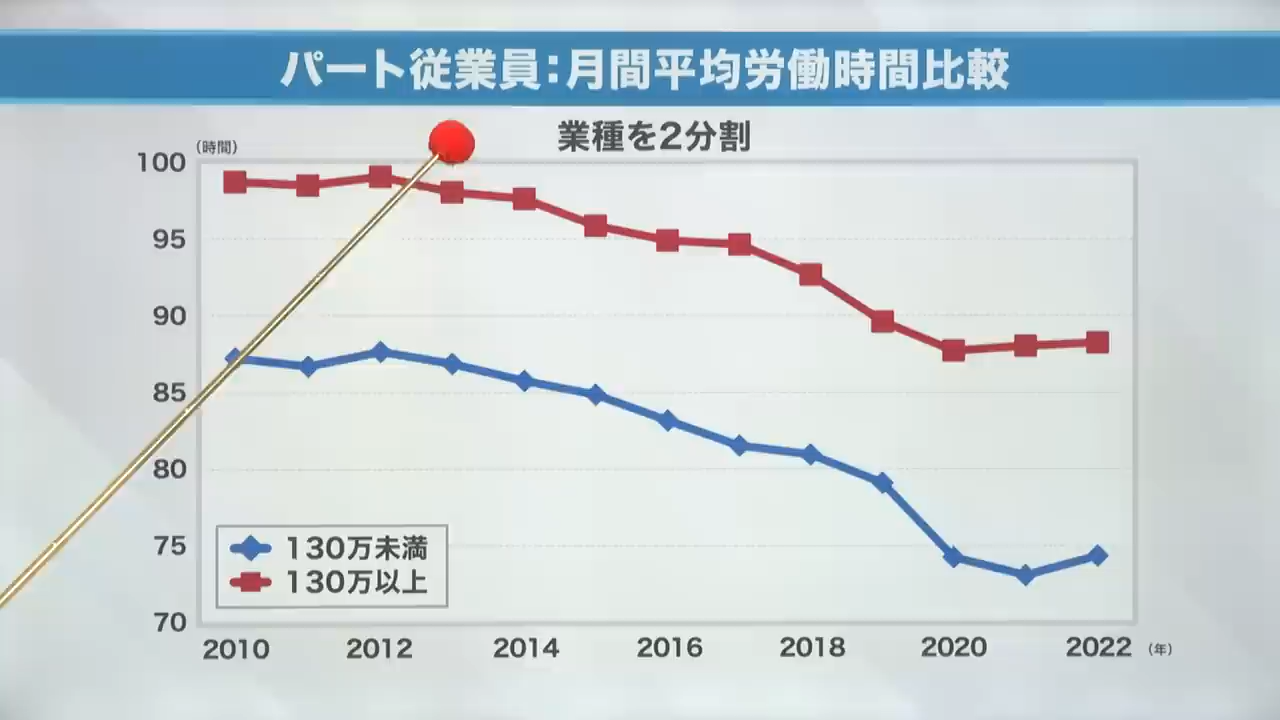 パート従業員：月間平均労働時間比較
業種を2分割
（時間）
100
95
90
85
80
75
70
130万未満
130万以上
2010 2012 2014 2016 2018 2020 2022 （年）